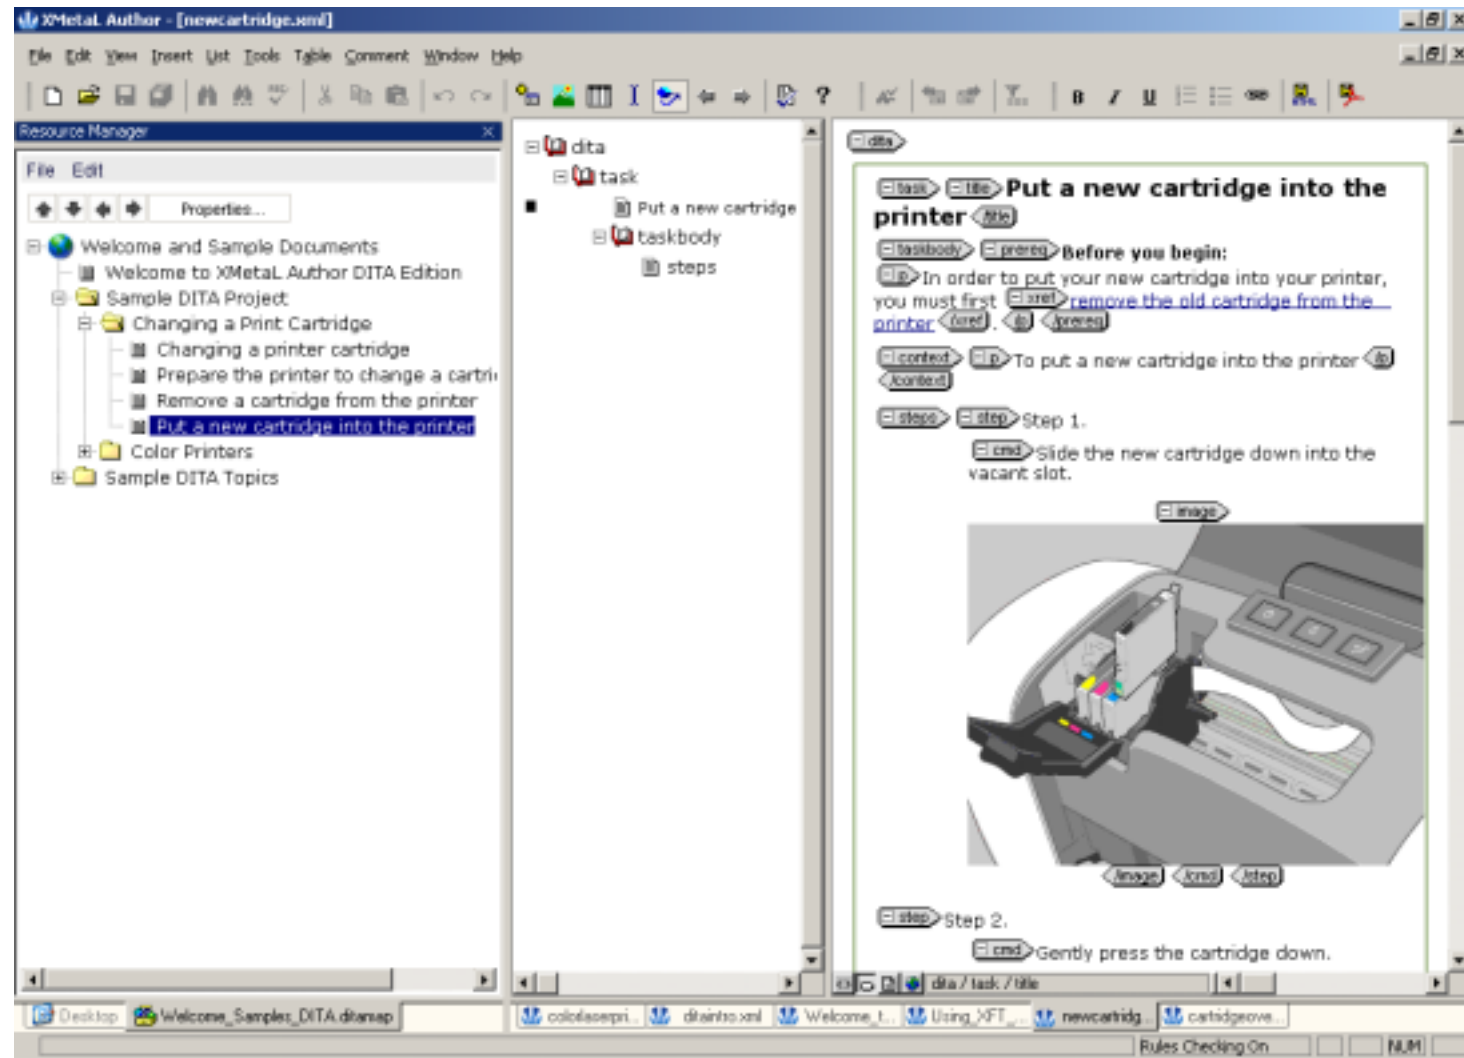 XMetaL Author - [newcartridge.xml]
File Edit View Insert List Tools Table Comment Window Help
Resource Manager
File Edit
Properties...
Welcome and Sample Documents
Welcome to XMetaL Author DITA Edition
Sample DITA Project
Changing a Print Cartridge
Changing a printer cartridge
Prepare the printer to change a cartri
Remove a cartridge from the printer
Put a new cartridge into the printer
Color Printers
Sample DITA Topics
dita
task
Put a new cartridge
taskbody
steps
dita
task title Put a new cartridge into the
printer /title
taskbody prereq Before you begin:
p In order to put your new cartridge into your printer,
you must first xref remove the old cartridge from the
printer /xref . /p /prereq
context p To put a new cartridge into the printer /p
/context
steps step Step 1.
cmd Slide the new cartridge down into the
vacant slot.
image
/image /cmd /step
step Step 2.
cmd Gently press the cartridge down.
dita / task / title
Desktop Welcome_Samples_DITA.ditamap
colorlaserpri... ditaintro.xml Welcome_t... Using_XFT_... newcartridg... cartridgeove...
Rules Checking On NUM